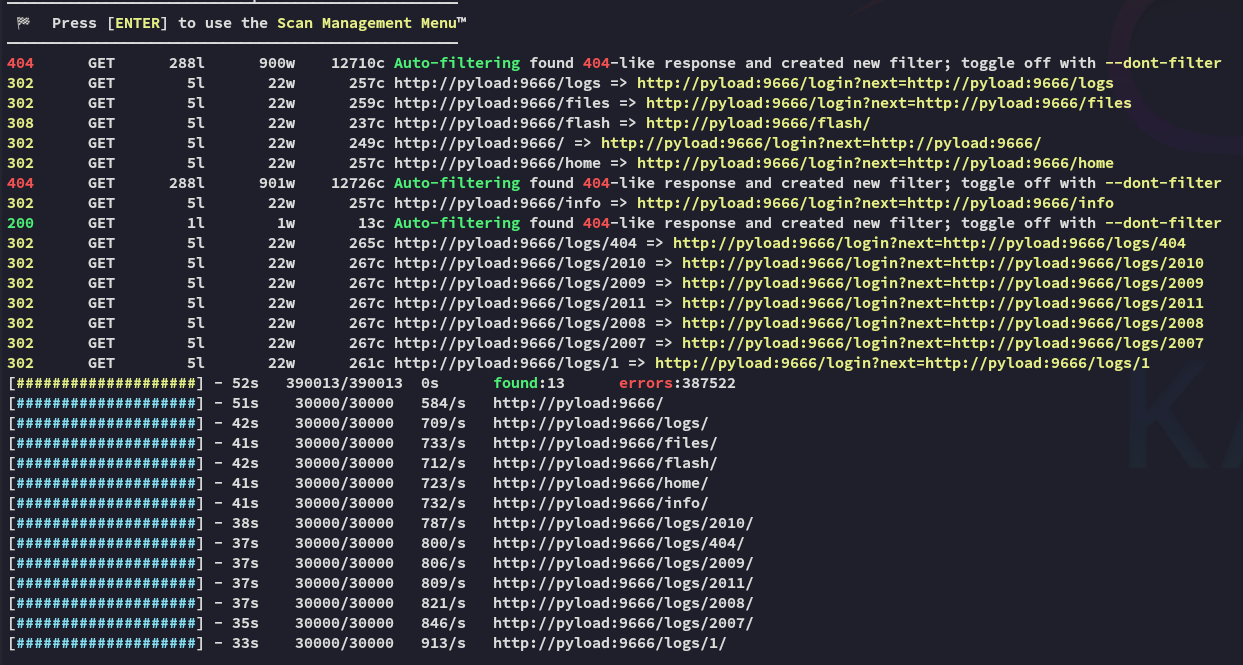 🏁  Press [ENTER] to use the Scan Management Menu™
404      GET      288l      900w    12710c Auto-filtering found 404-like response and created new filter; toggle off with --dont-filter
302      GET        5l       22w      257c http://pyload:9666/logs => http://pyload:9666/login?next=http://pyload:9666/logs
302      GET        5l       22w      259c http://pyload:9666/files => http://pyload:9666/login?next=http://pyload:9666/files
308      GET        5l       22w      237c http://pyload:9666/flash => http://pyload:9666/flash/
302      GET        5l       22w      249c http://pyload:9666/ => http://pyload:9666/login?next=http://pyload:9666/
302      GET        5l       22w      257c http://pyload:9666/home => http://pyload:9666/login?next=http://pyload:9666/home
404      GET      288l      901w    12726c Auto-filtering found 404-like response and created new filter; toggle off with --dont-filter
302      GET        5l       22w      257c http://pyload:9666/info => http://pyload:9666/login?next=http://pyload:9666/info
200      GET        1l        1w       13c Auto-filtering found 404-like response and created new filter; toggle off with --dont-filter
302      GET        5l       22w      265c http://pyload:9666/logs/404 => http://pyload:9666/login?next=http://pyload:9666/logs/404
302      GET        5l       22w      267c http://pyload:9666/logs/2010 => http://pyload:9666/login?next=http://pyload:9666/logs/2010
302      GET        5l       22w      267c http://pyload:9666/logs/2009 => http://pyload:9666/login?next=http://pyload:9666/logs/2009
302      GET        5l       22w      267c http://pyload:9666/logs/2011 => http://pyload:9666/login?next=http://pyload:9666/logs/2011
302      GET        5l       22w      267c http://pyload:9666/logs/2008 => http://pyload:9666/login?next=http://pyload:9666/logs/2008
302      GET        5l       22w      267c http://pyload:9666/logs/2007 => http://pyload:9666/login?next=http://pyload:9666/logs/2007
302      GET        5l       22w      261c http://pyload:9666/logs/1 => http://pyload:9666/login?next=http://pyload:9666/logs/1
[####################] - 52s   390013/390013  0s      found:13      errors:387522
[####################] - 51s    30000/30000   584/s   http://pyload:9666/
[####################] - 42s    30000/30000   709/s   http://pyload:9666/logs/
[####################] - 41s    30000/30000   733/s   http://pyload:9666/files/
[####################] - 42s    30000/30000   712/s   http://pyload:9666/flash/
[####################] - 41s    30000/30000   723/s   http://pyload:9666/home/
[####################] - 41s    30000/30000   732/s   http://pyload:9666/info/
[####################] - 38s    30000/30000   787/s   http://pyload:9666/logs/2010/
[####################] - 37s    30000/30000   800/s   http://pyload:9666/logs/404/
[####################] - 37s    30000/30000   806/s   http://pyload:9666/logs/2009/
[####################] - 37s    30000/30000   809/s   http://pyload:9666/logs/2011/
[####################] - 37s    30000/30000   821/s   http://pyload:9666/logs/2008/
[####################] - 35s    30000/30000   846/s   http://pyload:9666/logs/2007/
[####################] - 33s    30000/30000   913/s   http://pyload:9666/logs/1/